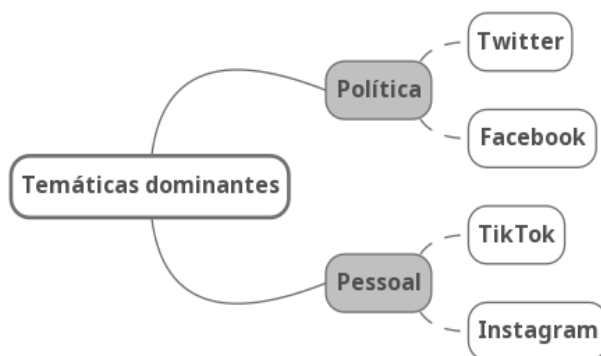 Temáticas dominantes
Política
Twitter
Facebook
Pessoal
TikTok
Instagram